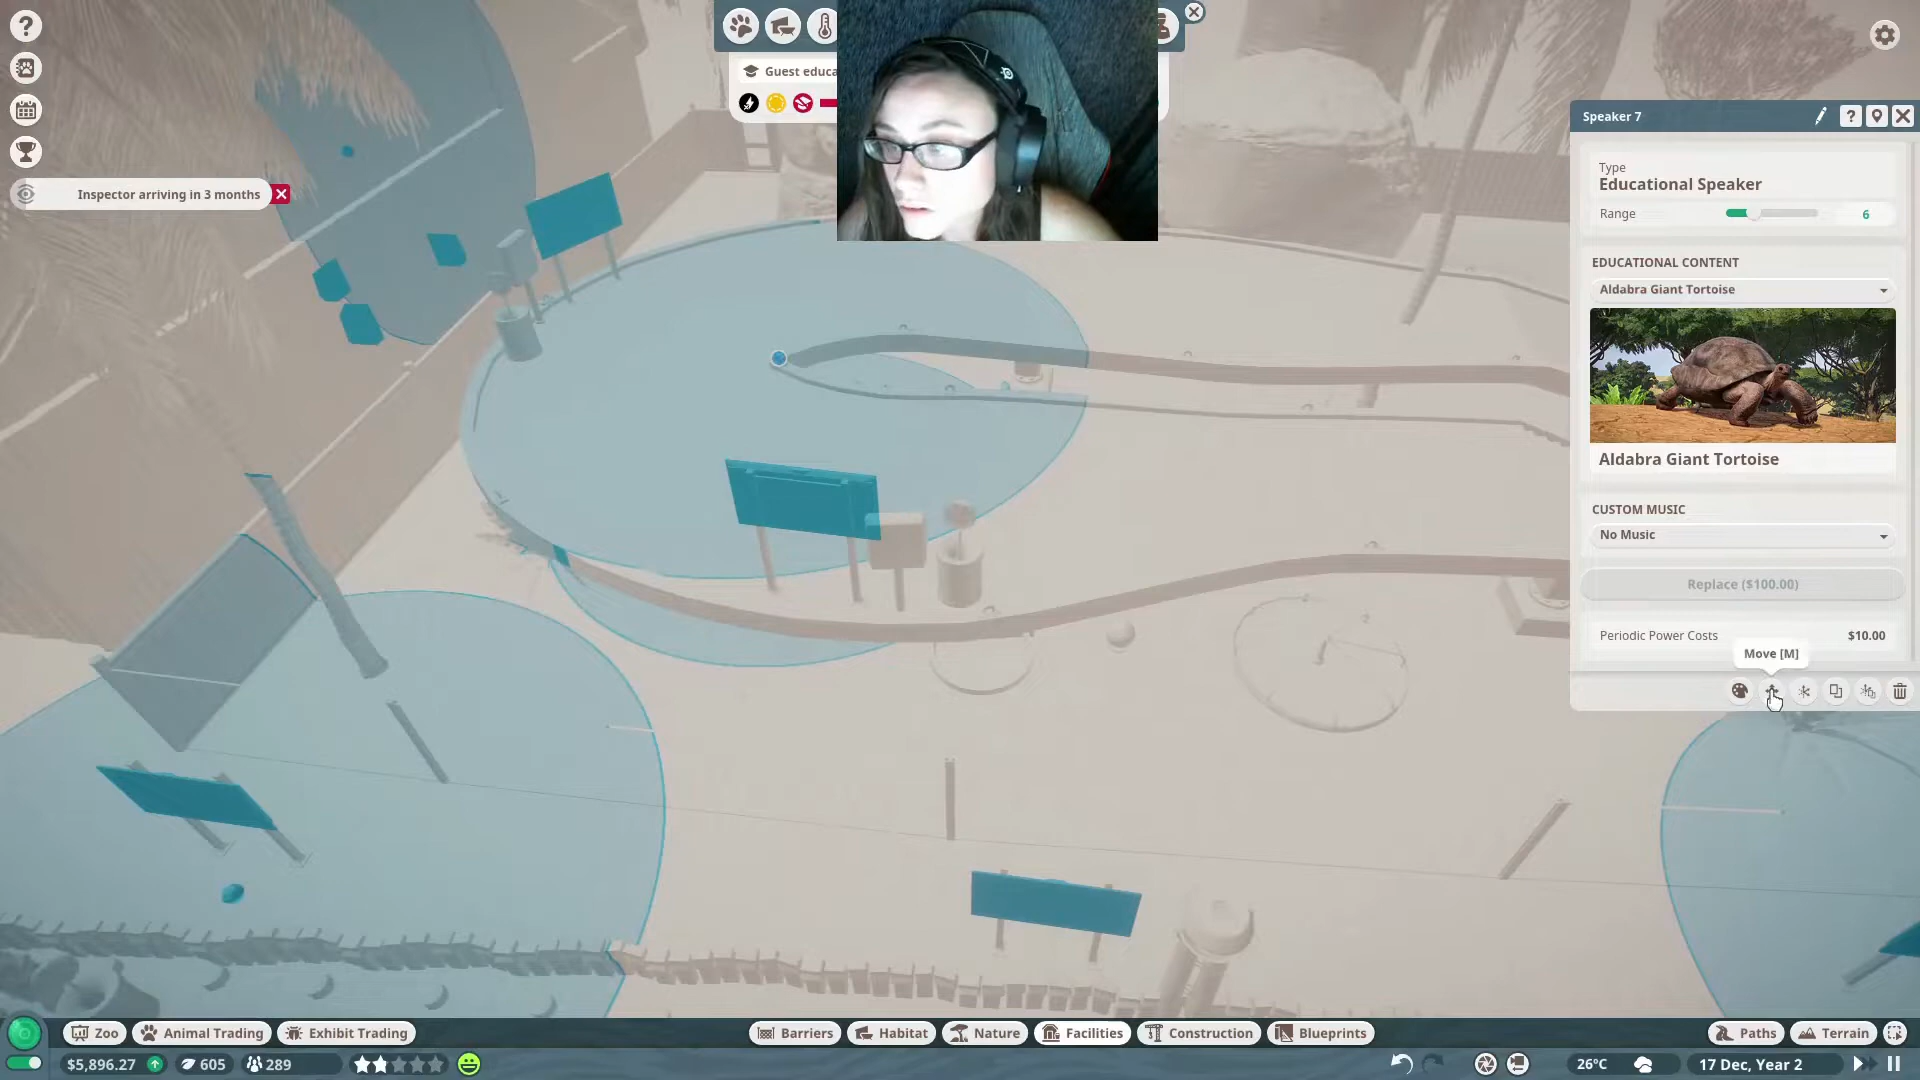 Guest educa
Inspector arriving in 3 months
Speaker 7
Type
Educational Speaker
Range
6
EDUCATIONAL CONTENT
Aldabra Giant Tortoise
Aldabra Giant Tortoise
CUSTOM MUSIC
No Music
Replace ($100.00)
Periodic Power Costs $10.00
Move [M]
Zoo Animal Trading Exhibit Trading Barriers Habitat Nature Facilities Construction Blueprints Paths Terrain
$5,896.27 605 289 26°C 17 Dec, Year 2